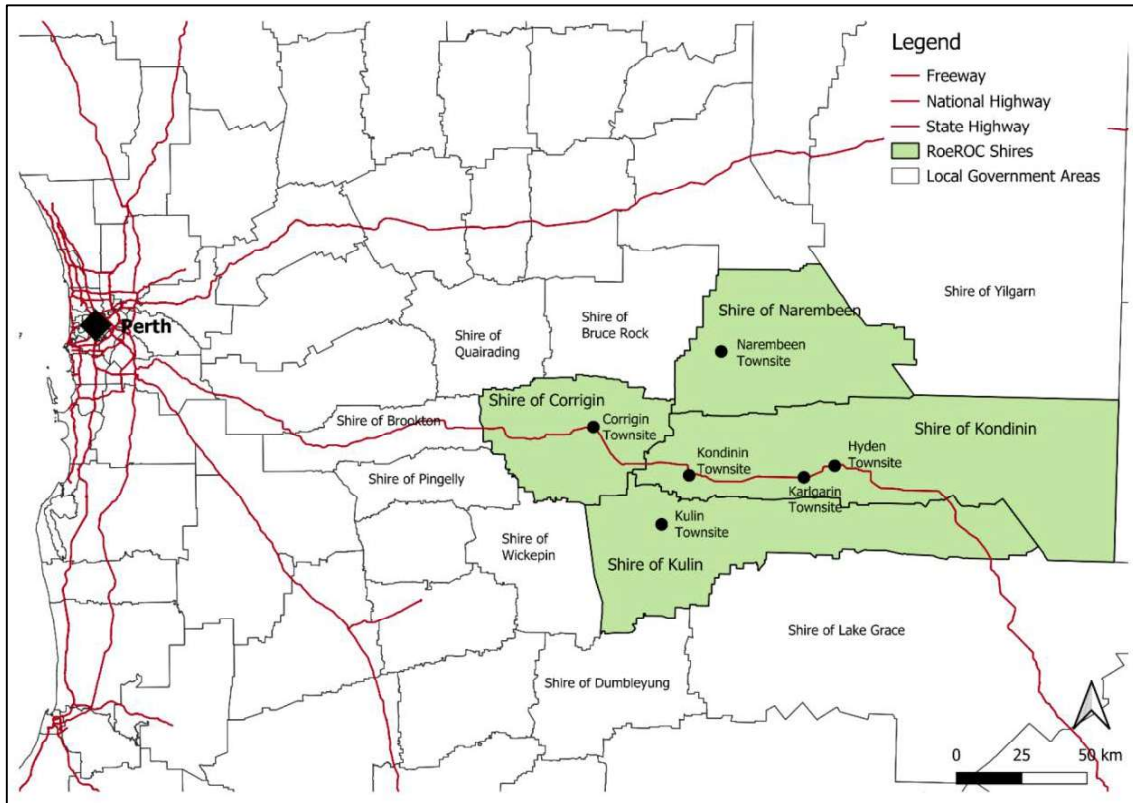 Legend
Freeway
National Highway
State Highway
RoeROC Shires
Local Government Areas
Perth
Shire of Yilgarn
Shire of Narembeen
Shire of
Bruce Rock
Shire of
Quairading
Narembeen
Townsite
Shire of Corrigin
Shire of Brookton
Corrigin
Townsite
Shire of Kondinin
Kondinin
Townsite
Hyden
Townsite
Shire of Pingelly
Karlgarin
Townsite
Kulin
Townsite
Shire of
Wickepin
Shire of Kulin
Shire of Lake Grace
Shire of Dumbleyung
0 25 50 km